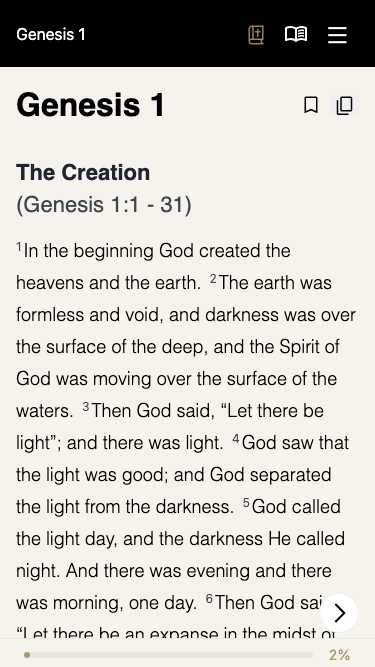 Genesis 1
Genesis 1
The Creation
(Genesis 1:1 - 31)
1 In the beginning God created the
heavens and the earth. 2 The earth was
formless and void, and darkness was over
the surface of the deep, and the Spirit of
God was moving over the surface of the
waters. 3 Then God said, “Let there be
light”; and there was light. 4 God saw that
the light was good; and God separated
the light from the darkness. 5 God called
the light day, and the darkness He called
night. And there was evening and there
was morning, one day. 6 Then God
“Let there be an expanse in the midst of
2%